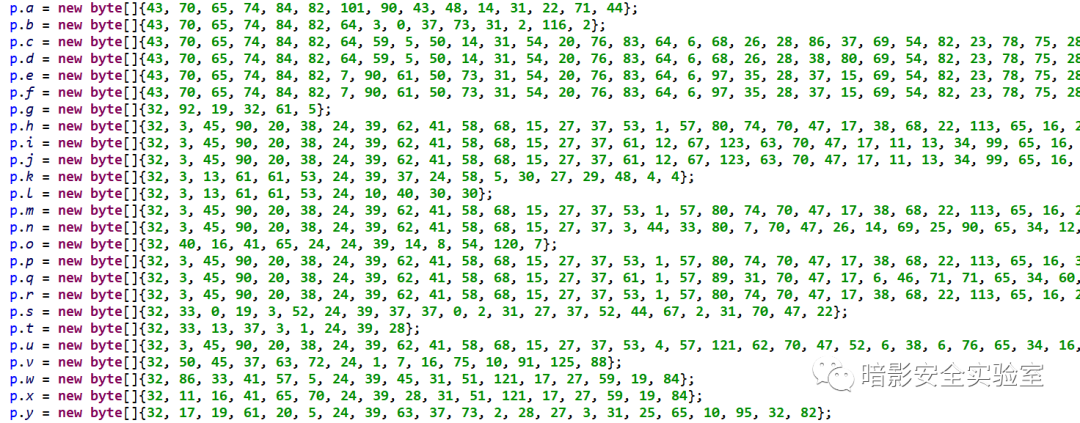 p.a = new byte[]{43, 70, 65, 74, 84, 82, 101, 90, 43, 48, 14, 31, 22, 71, 44};
p.b = new byte[]{43, 70, 65, 74, 84, 82, 64, 3, 0, 37, 73, 31, 2, 116, 2};
p.c = new byte[]{43, 70, 65, 74, 84, 82, 64, 59, 5, 50, 14, 31, 54, 20, 76, 83, 64, 6, 68, 26, 28, 86, 37, 69, 54, 82, 23, 78, 75, 28
p.d = new byte[]{43, 70, 65, 74, 84, 82, 64, 59, 5, 50, 14, 31, 54, 20, 76, 83, 64, 6, 68, 26, 28, 38, 80, 69, 54, 82, 23, 78, 75, 28
p.e = new byte[]{43, 70, 65, 74, 84, 82, 7, 90, 61, 50, 73, 31, 54, 20, 76, 83, 64, 6, 97, 35, 28, 37, 15, 69, 54, 82, 23, 78, 75, 28
p.f = new byte[]{43, 70, 65, 74, 84, 82, 7, 90, 61, 50, 73, 31, 54, 20, 76, 83, 64, 6, 97, 35, 28, 37, 15, 69, 54, 82, 23, 78, 75, 28
p.g = new byte[]{32, 92, 19, 32, 61, 5};
p.h = new byte[]{32, 3, 45, 90, 20, 38, 24, 39, 62, 41, 58, 68, 15, 27, 37, 53, 1, 57, 80, 74, 70, 47, 17, 38, 68, 22, 113, 65, 16, 2
p.i = new byte[]{32, 3, 45, 90, 20, 38, 24, 39, 62, 41, 58, 68, 15, 27, 37, 61, 12, 67, 123, 63, 70, 47, 17, 11, 13, 34, 99, 65, 16,
p.j = new byte[]{32, 3, 45, 90, 20, 38, 24, 39, 62, 41, 58, 68, 15, 27, 37, 61, 12, 67, 123, 63, 70, 47, 17, 11, 13, 34, 99, 65, 16,
p.k = new byte[]{32, 3, 13, 61, 61, 53, 24, 39, 37, 24, 58, 5, 30, 27, 29, 48, 4, 4};
p.l = new byte[]{32, 3, 13, 61, 61, 53, 24, 10, 40, 30, 30};
p.m = new byte[]{32, 3, 45, 90, 20, 38, 24, 39, 62, 41, 58, 68, 15, 27, 37, 53, 1, 57, 80, 74, 70, 47, 17, 38, 68, 22, 113, 65, 16, 2
p.n = new byte[]{32, 3, 45, 90, 20, 38, 24, 39, 62, 41, 58, 68, 15, 27, 37, 3, 44, 33, 80, 7, 70, 47, 26, 14, 69, 25, 90, 65, 34, 12,
p.o = new byte[]{32, 40, 16, 41, 65, 24, 24, 39, 14, 8, 54, 120, 7};
p.p = new byte[]{32, 3, 45, 90, 20, 38, 24, 39, 62, 41, 58, 68, 15, 27, 37, 53, 1, 57, 80, 74, 70, 47, 17, 38, 68, 22, 113, 65, 16, 3
p.q = new byte[]{32, 3, 45, 90, 20, 38, 24, 39, 62, 41, 58, 68, 15, 27, 37, 61, 1, 57, 89, 31, 70, 47, 17, 6, 46, 71, 71, 65, 34, 60,
p.r = new byte[]{32, 3, 45, 90, 20, 38, 24, 39, 62, 41, 58, 68, 15, 27, 37, 53, 1, 57, 80, 74, 70, 47, 17, 38, 68, 22, 113, 65, 16, 2
p.s = new byte[]{32, 33, 0, 19, 3, 52, 24, 39, 37, 37, 0, 2, 31, 27, 37, 52, 44, 67, 2, 31, 70, 47, 22};
p.t = new byte[]{32, 33, 13, 37, 3, 1, 24, 39, 28};
p.u = new byte[]{32, 3, 45, 90, 20, 38, 24, 39, 62, 41, 58, 68, 15, 27, 37, 53, 4, 57, 121, 62, 70, 47, 52, 6, 38, 6, 76, 65, 34, 16,
p.v = new byte[]{32, 50, 45, 37, 63, 72, 24, 1, 7, 16, 75, 10, 91, 125, 88};
p.w = new byte[]{32, 86, 33, 41, 57, 5, 24, 39, 45, 31, 51, 121, 17, 27, 59, 19, 84};
p.x = new byte[]{32, 11, 16, 41, 65, 70, 24, 39, 28, 31, 51, 121, 17, 27, 59, 19, 84};
p.y = new byte[]{32, 17, 19, 61, 20, 5, 24, 39, 63, 37, 73, 2, 28, 27, 3, 31, 25, 65, 10, 95, 32, 82};
暗影安全实验室